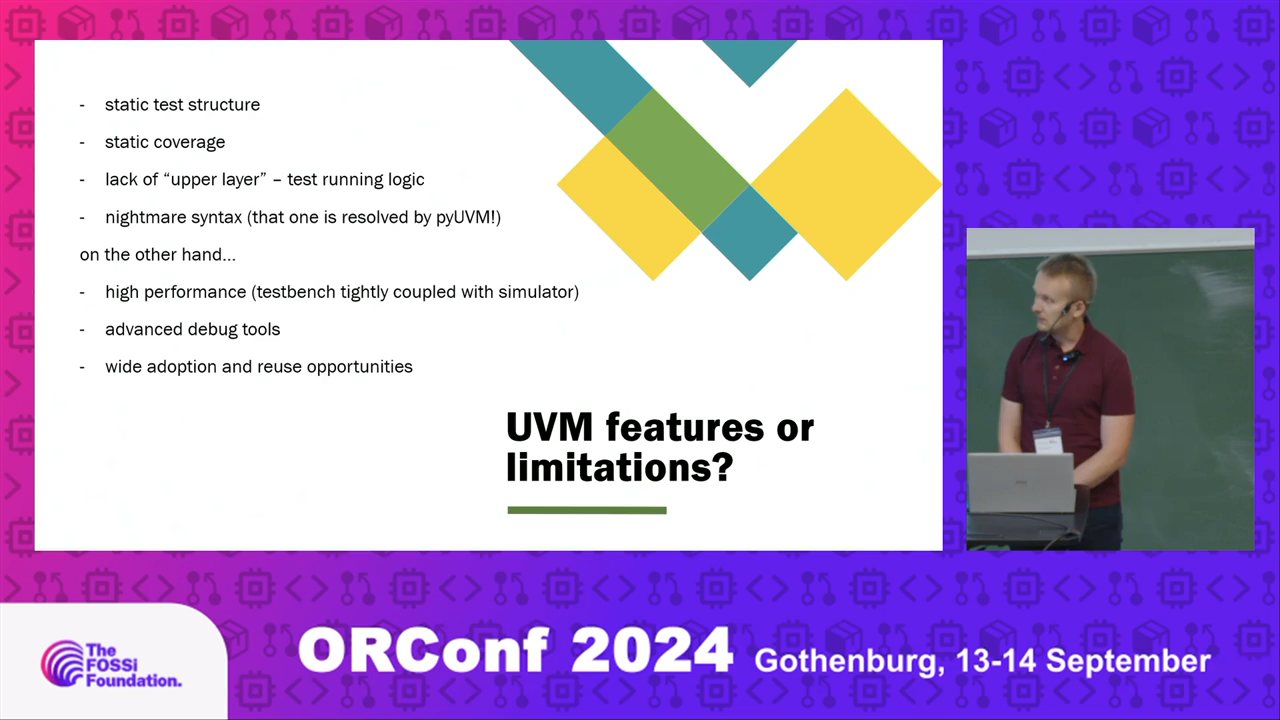 - static test structure
- static coverage
- lack of “upper layer” – test running logic
- nightmare syntax (that one is resolved by pyUVM!)
on the other hand...
- high performance (testbench tightly coupled with simulator)
- advanced debug tools
- wide adoption and reuse opportunities
UVM features or
limitations?
The
FOSSi
Foundation.
ORConf 2024 Gothenburg, 13-14 September